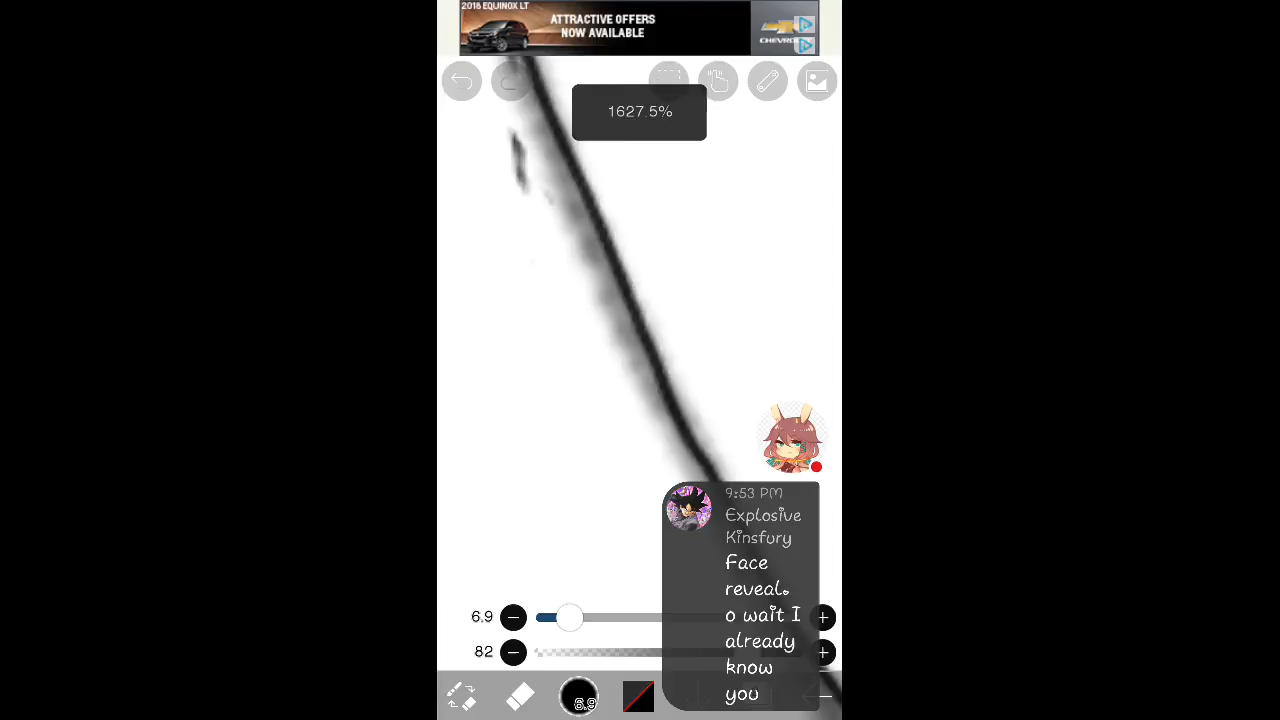 2018 EQUINOX LT
ATTRACTIVE OFFERS
NOW AVAILABLE
1627.5%
9:53 PM
Explosive
Kinsfury
Face
reveal.
o wait I
already
know
you
6.9
82
6.9